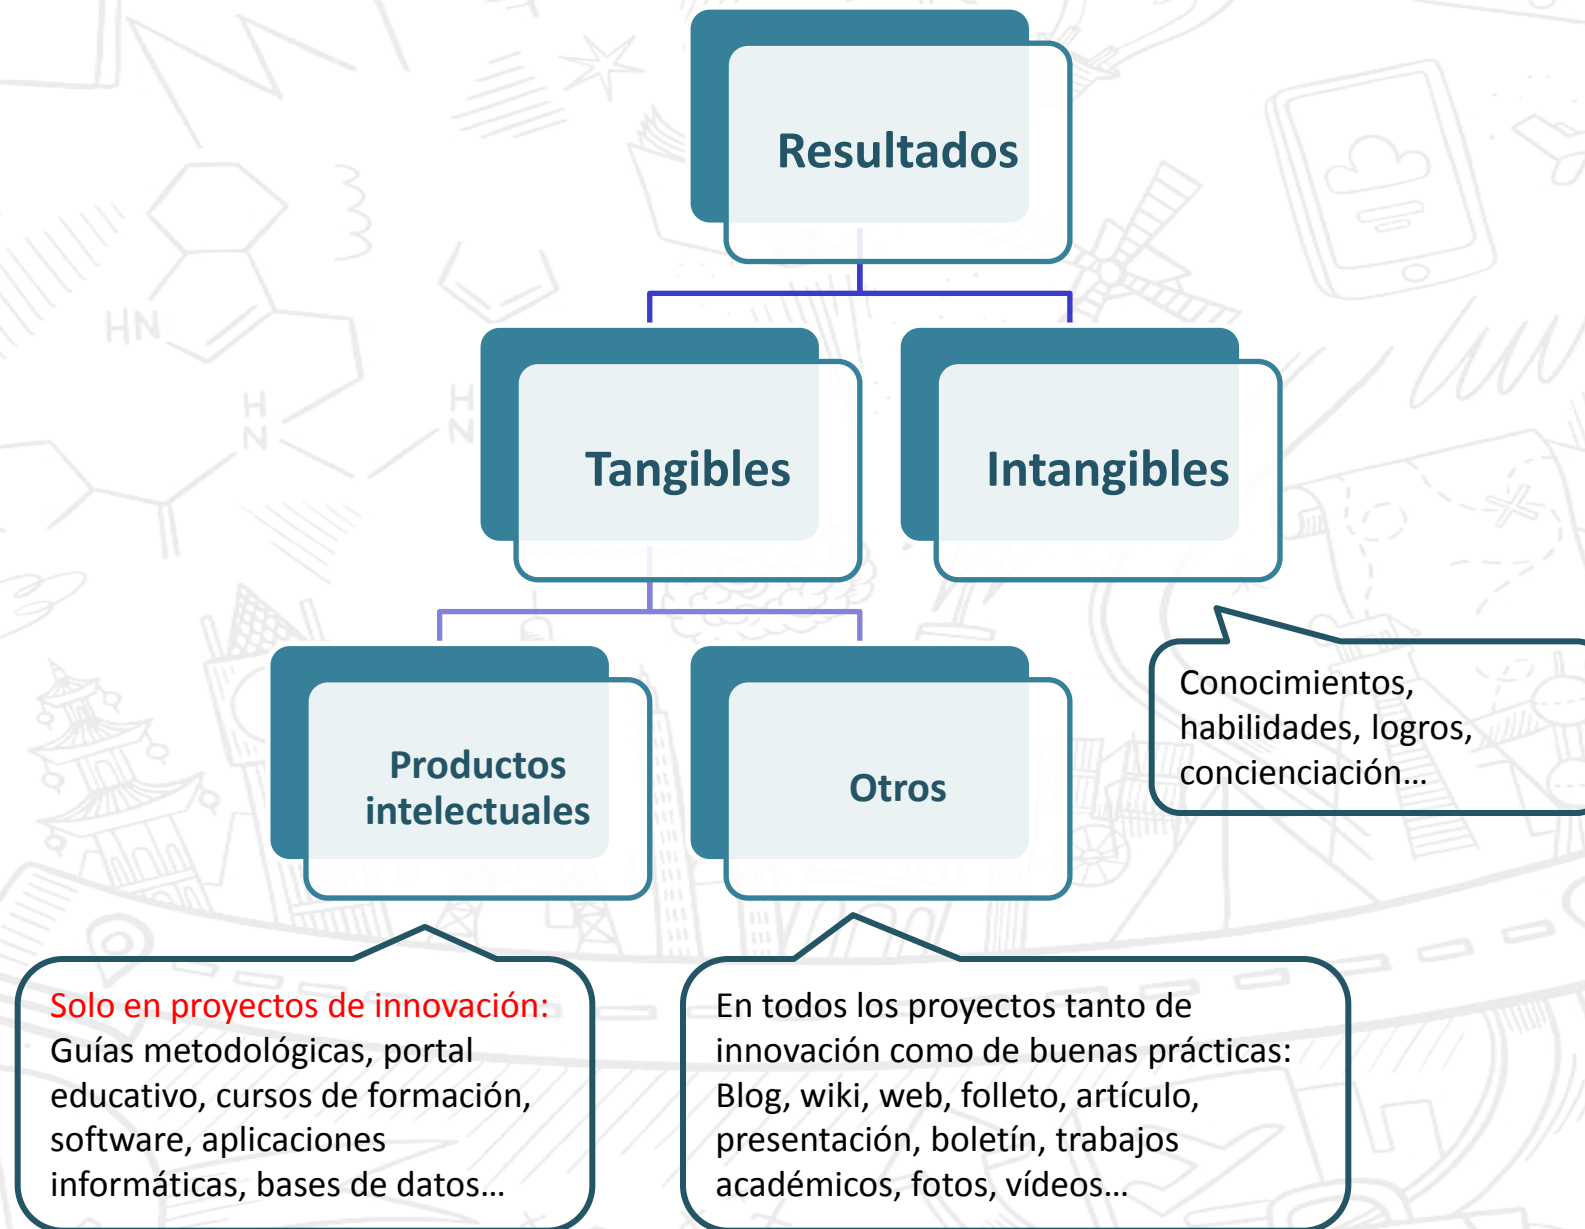 Resultados
Tangibles
Intangibles
Productos
intelectuales
Otros
Conocimientos,
habilidades, logros,
concienciación…
Solo en proyectos de innovación:
Guías metodológicas, portal
educativo, cursos de formación,
software, aplicaciones
informáticas, bases de datos…
En todos los proyectos tanto de
innovación como de buenas prácticas:
Blog, wiki, web, folleto, artículo,
presentación, boletín, trabajos
académicos, fotos, vídeos…
HN
H
N
H
N